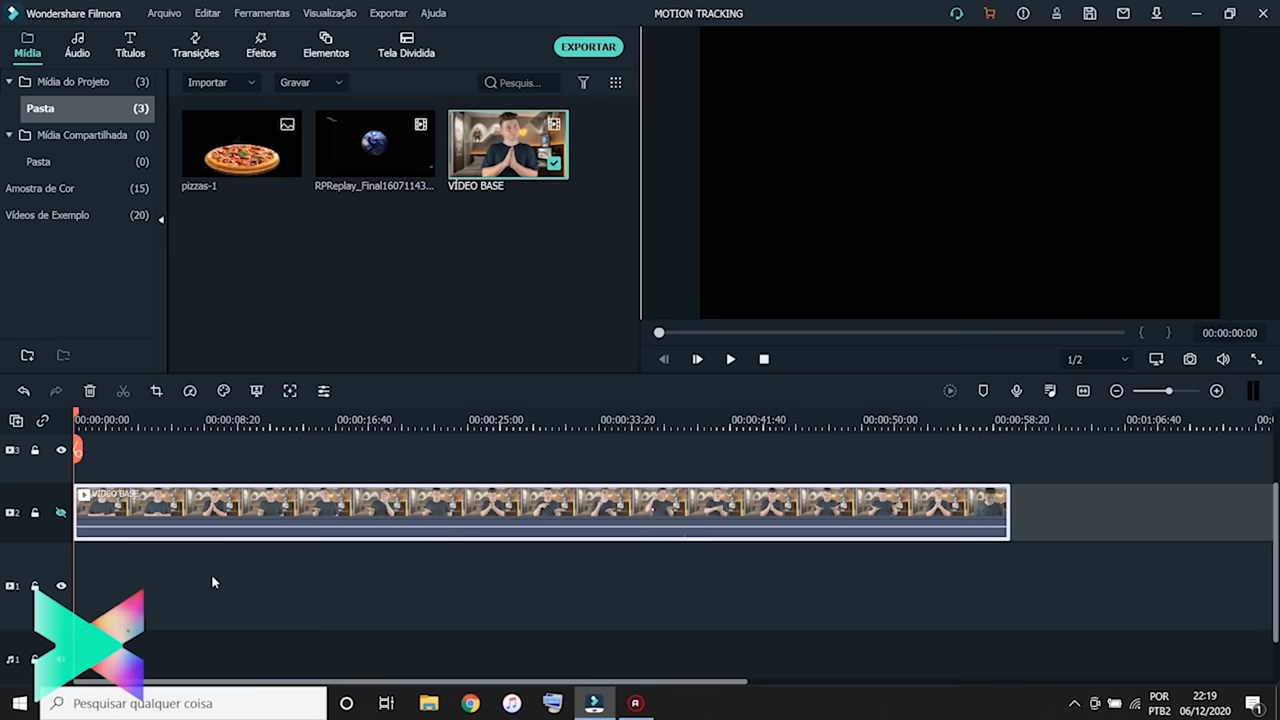 Wondershare Filmora Arquivo Editar Ferramentas Visualização Exportar Ajuda MOTION TRACKING
Mídia Áudio Títulos Transições Efeitos Elementos Tela Dividida EXPORTAR
Mídia do Projeto (3) Importar Gravar Pesquis...
Pasta (3)
Mídia Compartilhada (0)
Pasta (0)
Amostra de Cor (15)
Vídeos de Exemplo (20)
pizzas-1 RPReplay_Final16071143... VÍDEO BASE
{ } 00:00:00:00
1/2
00:00:00:00 00:00:08:20 00:00:16:40 00:00:25:00 00:00:33:20 00:00:41:40 00:00:50:00 00:00:58:20 00:01:06:40
3
VÍDEO BASE
2
1
1
Pesquisar qualquer coisa
POR
PTB2
22:19
06/12/2020
1